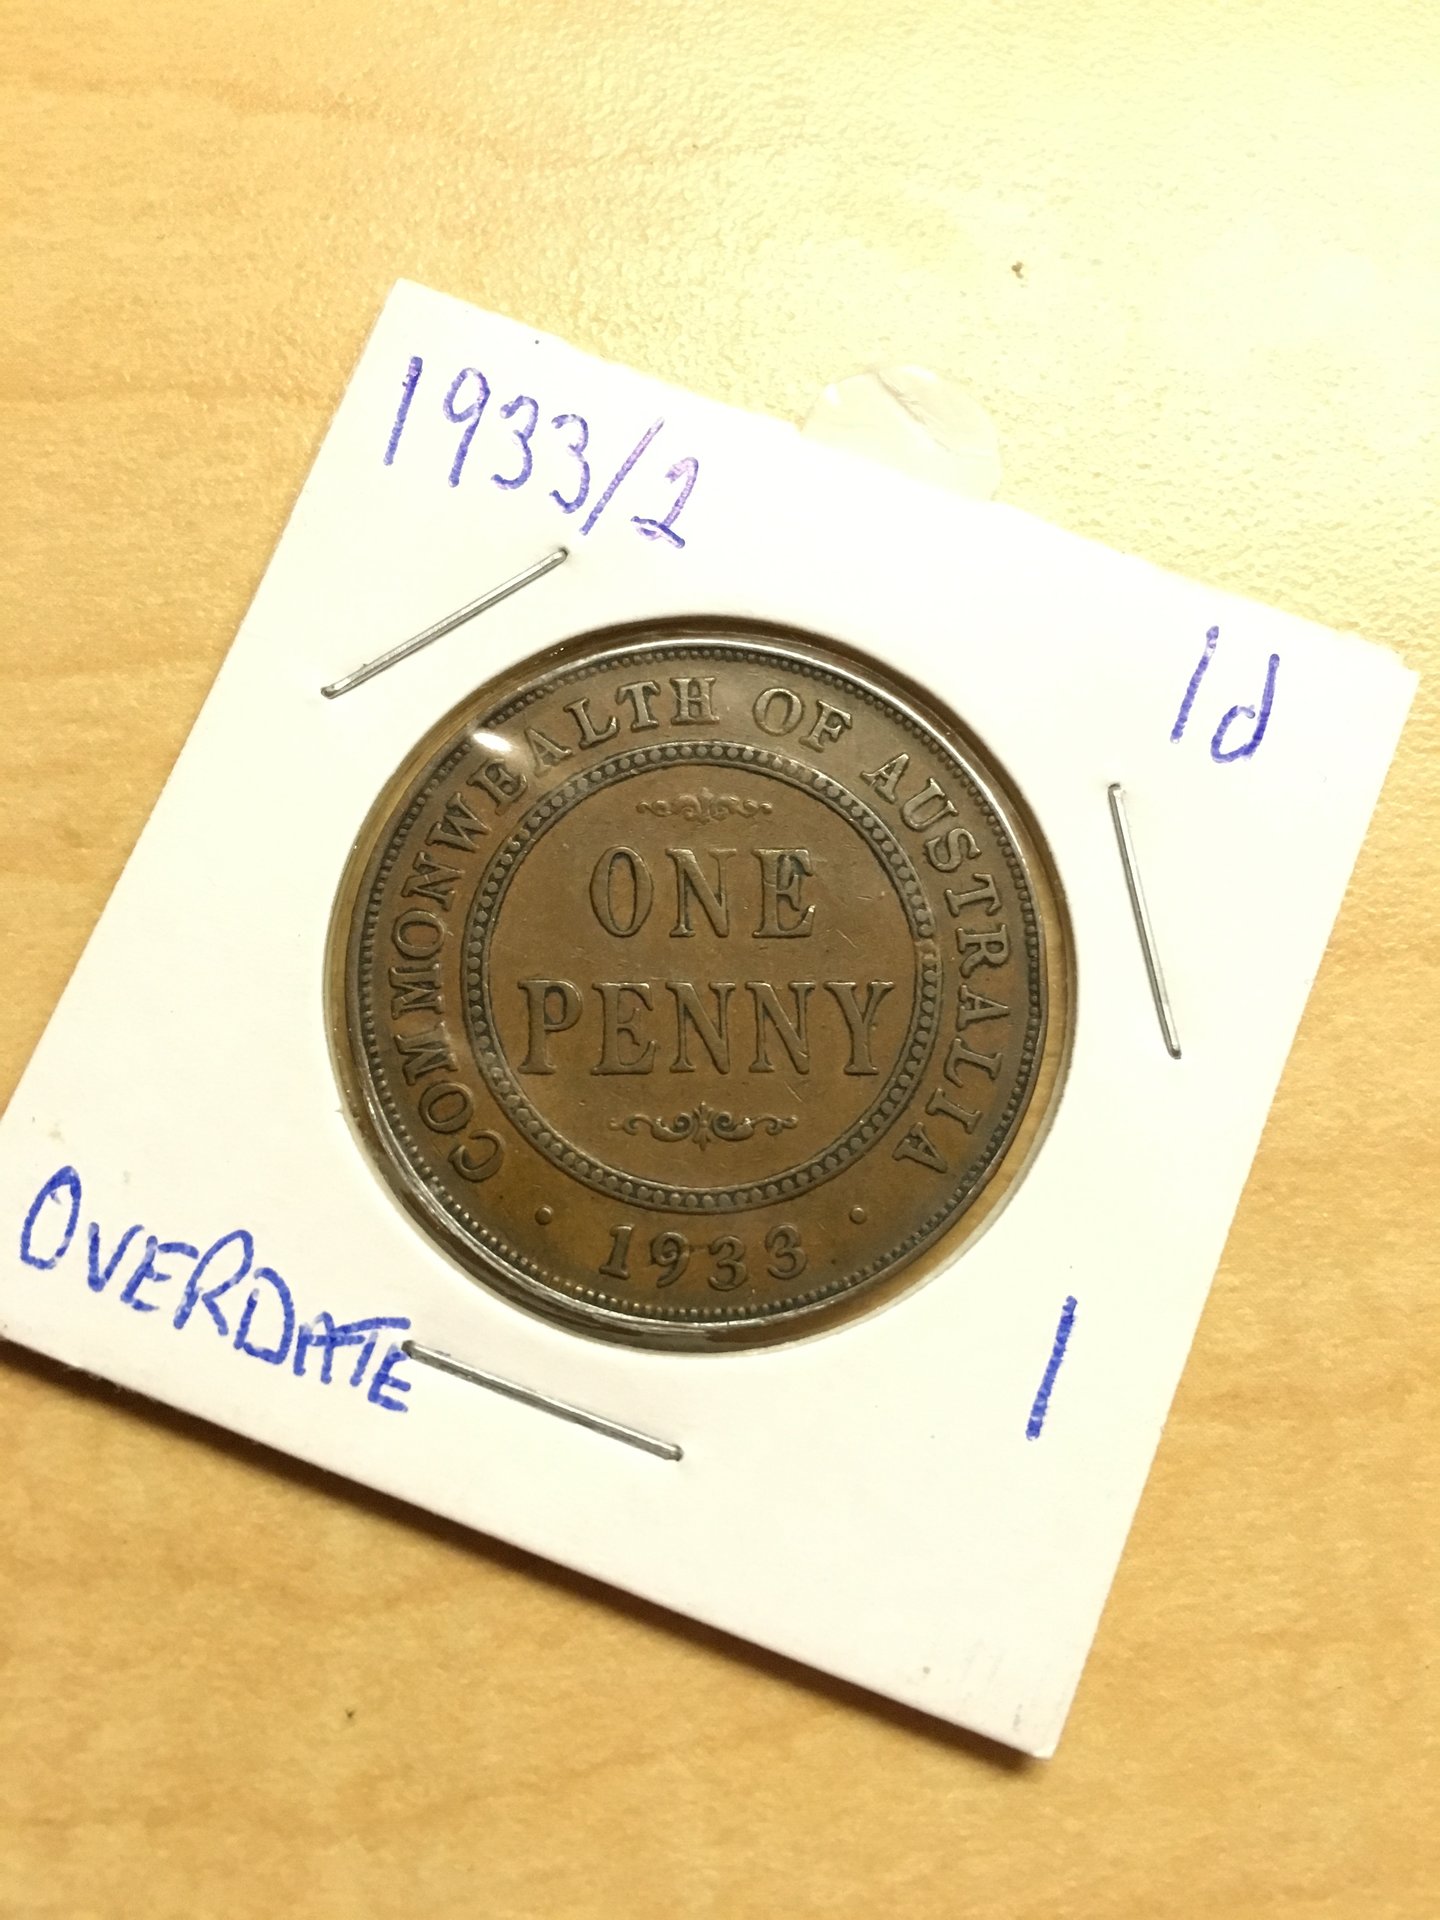 1933/2
1d
COMMONWEALTH OF AUSTRALIA
ONE
PENNY
· 1933 ·
OVERDATE
1